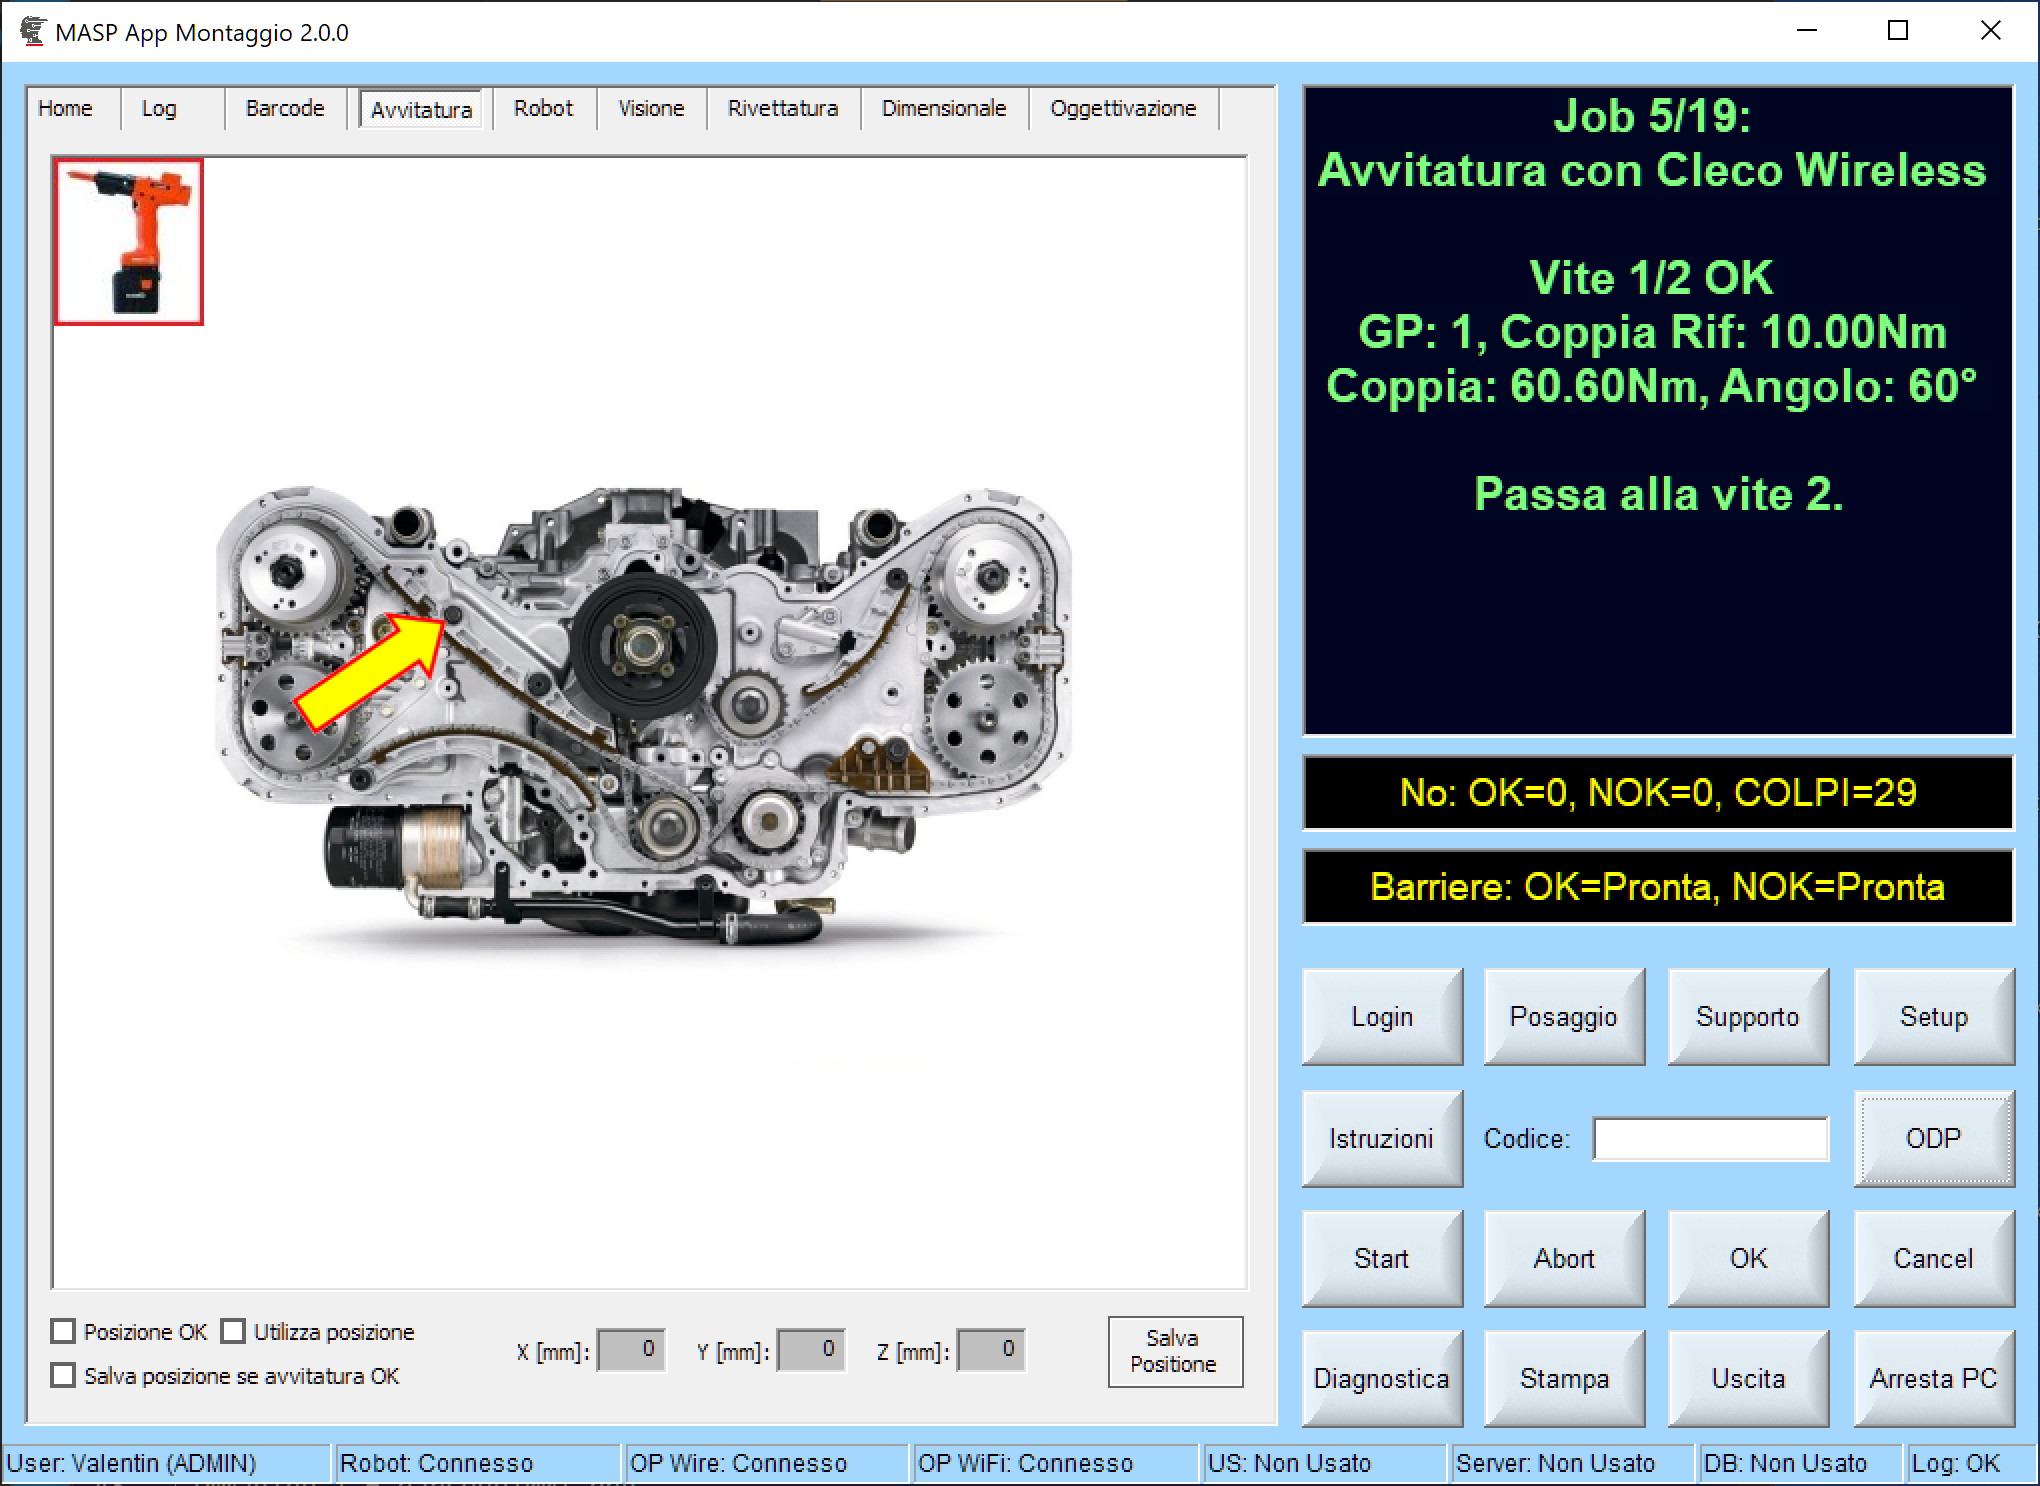 MASP App Montaggio 2.0.0
Home Log Barcode Avvitatura Robot Visione Rivettatura Dimensionale Oggettivazione
Job 5/19:
Avvitatura con Cleco Wireless
Vite 1/2 OK
GP: 1, Coppia Rif: 10.00Nm
Coppia: 60.60Nm, Angolo: 60°
Passa alla vite 2.
No: OK=0, NOK=0, COLPI=29
Barriere: OK=Pronta, NOK=Pronta
Login Posaggio Supporto Setup
Istruzioni Codice: ODP
Start Abort OK Cancel
Diagnostica Stampa Uscita Arresta PC
Posizione OK Utilizza posizione
Salva posizione se avvitatura OK
X [mm]: 0 Y [mm]: 0 Z [mm]: 0
Salva
Positione
User: Valentin (ADMIN) Robot: Connesso OP Wire: Connesso OP WiFi: Connesso US: Non Usato Server: Non Usato DB: Non Usato Log: OK